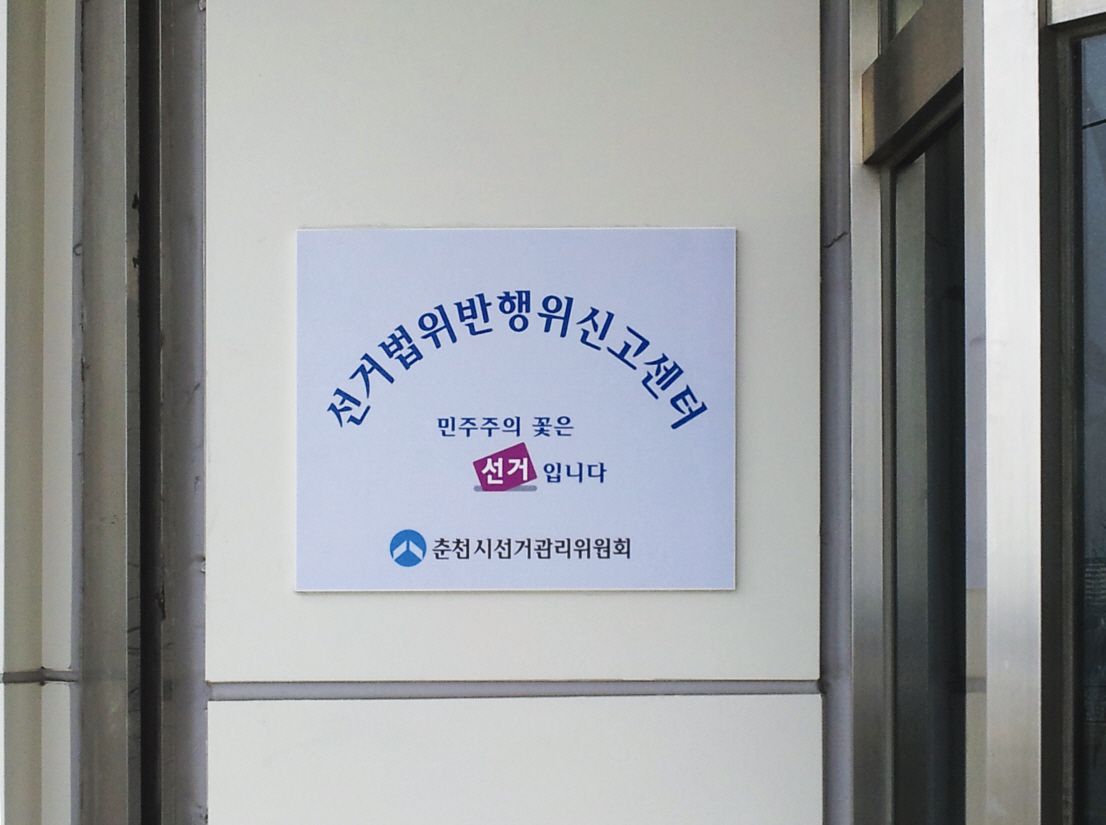 선거법위반행위신고센터
민주주의 꽃은
선거 입니다
춘천시선거관리위원회